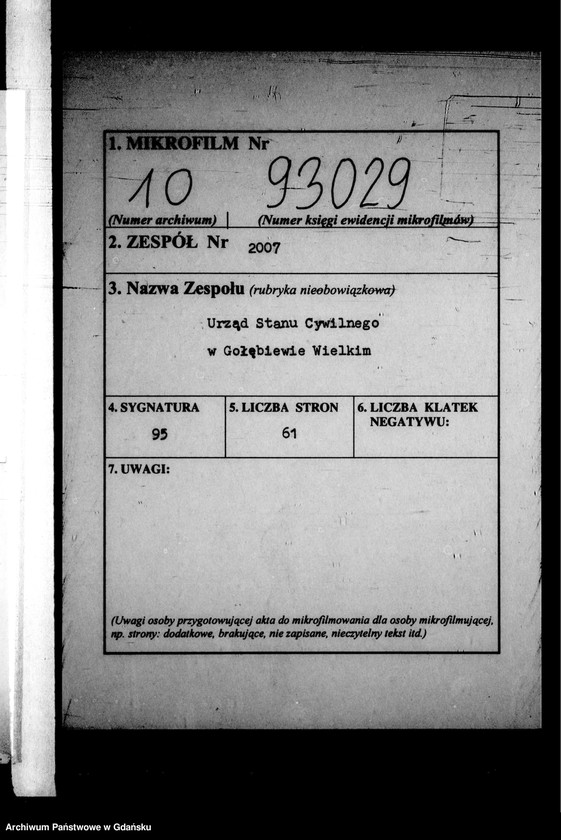 1. MIKROFILM Nr
10 93029
(Numer archiwum) (Numer księgi ewidencji mikrofilmów)
2. ZESPÓŁ Nr 2007
3. Nazwa Zespołu (rubryka nieobowiązkowa)
Urząd Stanu Cywilnego
w Gołębiewie Wielkim
4. SYGNATURA
95
5. LICZBA STRON
61
6. LICZBA KLATEK
NEGATYWU:
7. UWAGI:
(Uwagi osoby przygotowującej akta do mikrofilmowania dla osoby mikrofilmującej,
np. strony: dodatkowe, brakujące, nie zapisane, nieczytelny tekst itd.)
Archiwum Państwowe w Gdańsku